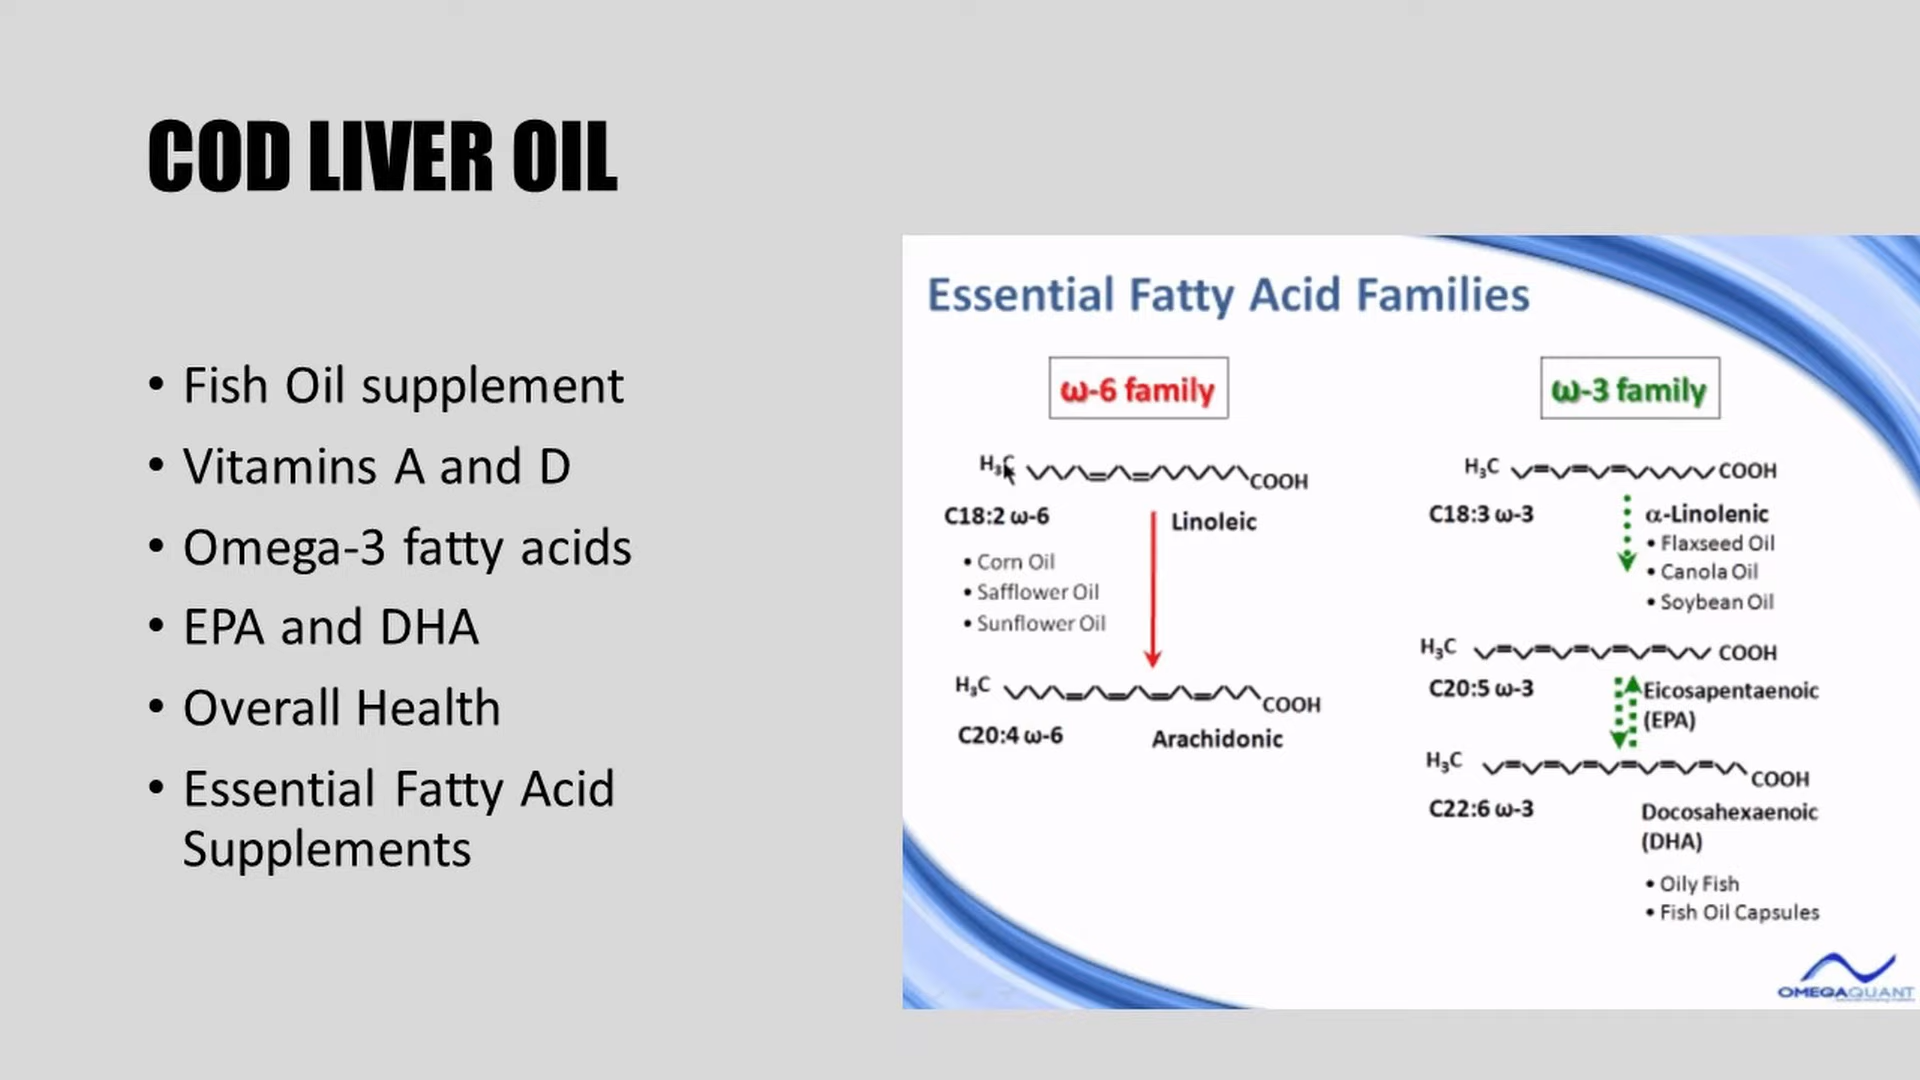 COD LIVER OIL
• Fish Oil supplement
• Vitamins A and D
• Omega-3 fatty acids
• EPA and DHA
• Overall Health
• Essential Fatty Acid
Supplements
Essential Fatty Acid Families
ω-6 family
H₃C
COOH
C18:2 ω-6
Linoleic
• Corn Oil
• Safflower Oil
• Sunflower Oil
H₃C
COOH
C20:4 ω-6
Arachidonic
ω-3 family
H₃C
COOH
C18:3 ω-3
α-Linolenic
• Flaxseed Oil
• Canola Oil
• Soybean Oil
H₃C
COOH
C20:5 ω-3
Eicosapentaenoic
(EPA)
H₃C
COOH
C22:6 ω-3
Docosahexaenoic
(DHA)
• Oily Fish
• Fish Oil Capsules
OMEGAQUANT